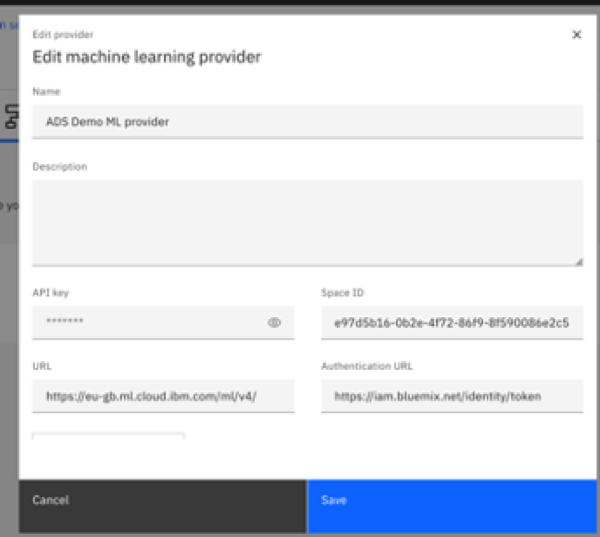 Edit provider
Edit machine learning provider
Name
ADS Demo ML provider
Description
API key
Space ID
*******
e97d5b16-0b2e-4f72-86f9-8f590086e2c5
URL
Authentication URL
https://eu-gb.ml.cloud.ibm.com/ml/v4/
https://iam.bluemix.net/identity/token
Cancel
Save